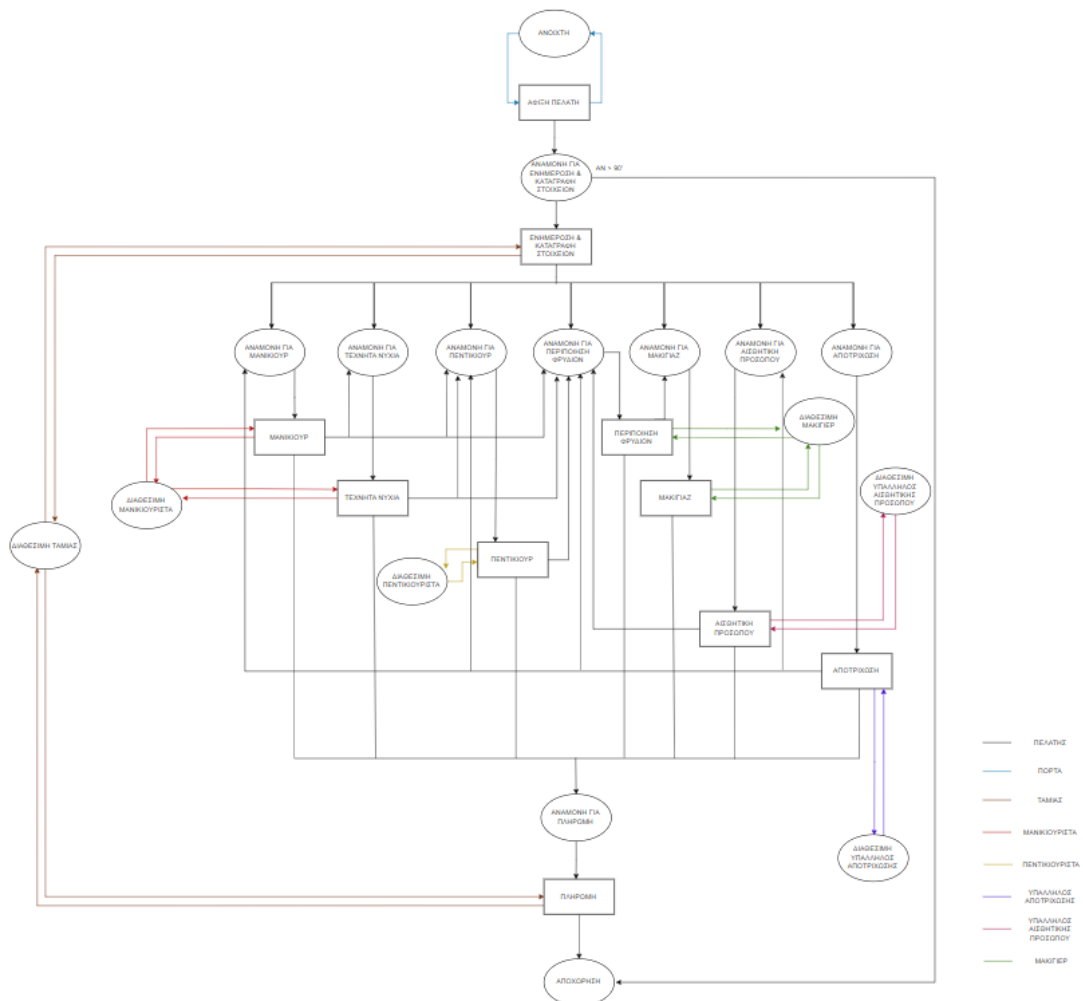 ΑΝΟΙΧΤΗ
ΑΦΙΞΗ ΠΕΛΑΤΗ
ΑΝΑΜΟΝΗ ΓΙΑ
ΕΝΗΜΕΡΩΣΗ &
ΚΑΤΑΓΡΑΦΗ
ΣΤΟΙΧΕΙΩΝ
ΑΝ > 90'
ΕΝΗΜΕΡΩΣΗ &
ΚΑΤΑΓΡΑΦΗ
ΣΤΟΙΧΕΙΩΝ
ΑΝΑΜΟΝΗ ΓΙΑ
ΜΑΝΙΚΙΟΥΡ
ΑΝΑΜΟΝΗ ΓΙΑ
ΤΕΧΝΗΤΑ ΝΥΧΙΑ
ΑΝΑΜΟΝΗ ΓΙΑ
ΠΕΝΤΙΚΙΟΥΡ
ΑΝΑΜΟΝΗ ΓΙΑ
ΠΕΡΙΠΟΙΗΣΗ
ΦΡΥΔΙΩΝ
ΑΝΑΜΟΝΗ ΓΙΑ
ΜΑΚΙΓΙΑΖ
ΑΝΑΜΟΝΗ ΓΙΑ
ΑΙΣΘΗΤΙΚΗ
ΠΡΟΣΩΠΟΥ
ΑΝΑΜΟΝΗ ΓΙΑ
ΑΠΟΤΡΙΧΩΣΗ
ΜΑΝΙΚΙΟΥΡ
ΠΕΡΙΠΟΙΗΣΗ
ΦΡΥΔΙΩΝ
ΔΙΑΘΕΣΙΜΗ
ΜΑΚΙΓΙΕΡ
ΔΙΑΘΕΣΙΜΗ
ΜΑΝΙΚΙΟΥΡΙΣΤΑ
ΤΕΧΝΗΤΑ ΝΥΧΙΑ
ΜΑΚΙΓΙΑΖ
ΔΙΑΘΕΣΙΜΗ
ΥΠΑΛΛΗΛΟΣ
ΑΙΣΘΗΤΙΚΗΣ
ΠΡΟΣΩΠΟΥ
ΔΙΑΘΕΣΙΜΗ ΤΑΜΙΑΣ
ΠΕΝΤΙΚΙΟΥΡ
ΔΙΑΘΕΣΙΜΗ
ΠΕΝΤΙΚΙΟΥΡΙΣΤΑ
ΑΙΣΘΗΤΙΚΗ
ΠΡΟΣΩΠΟΥ
ΑΠΟΤΡΙΧΩΣΗ
ΑΝΑΜΟΝΗ ΓΙΑ
ΠΛΗΡΩΜΗ
ΔΙΑΘΕΣΙΜΗ
ΥΠΑΛΛΗΛΟΣ
ΑΠΟΤΡΙΧΩΣΗΣ
ΠΛΗΡΩΜΗ
ΑΠΟΧΩΡΗΣΗ
ΠΕΛΑΤΗΣ
ΠΟΡΤΑ
ΤΑΜΙΑΣ
ΜΑΝΙΚΙΟΥΡΙΣΤΑ
ΠΕΝΤΙΚΙΟΥΡΙΣΤΑ
ΥΠΑΛΛΗΛΟΣ
ΑΠΟΤΡΙΧΩΣΗΣ
ΥΠΑΛΛΗΛΟΣ
ΑΙΣΘΗΤΙΚΗΣ
ΠΡΟΣΩΠΟΥ
ΜΑΚΙΓΙΕΡ